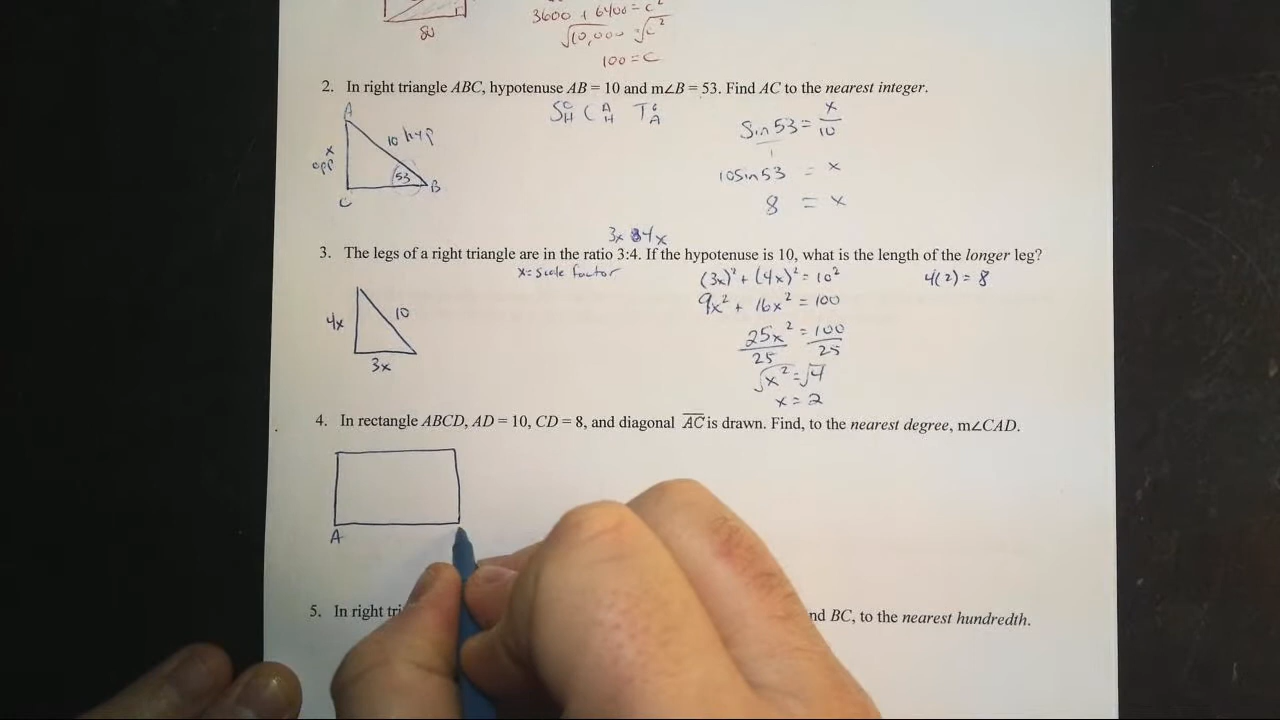 80
3600 + 6400 = c²
√10,000 = √c²
100 = C
2. In right triangle ABC, hypotenuse AB = 10 and m∠B = 53. Find AC to the nearest integer.
A
10 hyp
x
opp
53
B
C
S O/H C A/H T O/A
Sin 53 = x/10
1
10 sin 53 = x
8 = x
3x 4x
3. The legs of a right triangle are in the ratio 3:4. If the hypotenuse is 10, what is the length of the longer leg?
x = scale factor
4x
10
3x
(3x)² + (4x)² = 10²
9x² + 16x² = 100
25x² = 100
25 25
√x² = √4
x = 2
4(2) = 8
4. In rectangle ABCD, AD = 10, CD = 8, and diagonal AC is drawn. Find, to the nearest degree, m∠CAD.
A
5. In right tri
nd BC, to the nearest hundredth.